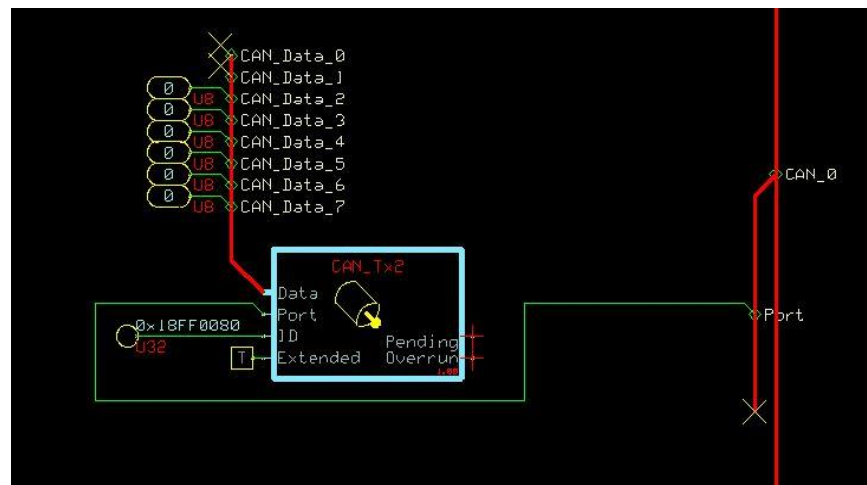 CAN_Data_0
CAN_Data_1
0 U8 CAN_Data_2
0 U8 CAN_Data_3
0 U8 CAN_Data_4
0 U8 CAN_Data_5
0 U8 CAN_Data_6
0 U8 CAN_Data_7
CAN_0
CAN_Tx2
Data
Port
Port
0x18FF0080
U32
ID
Pending
T
Extended
Overrun